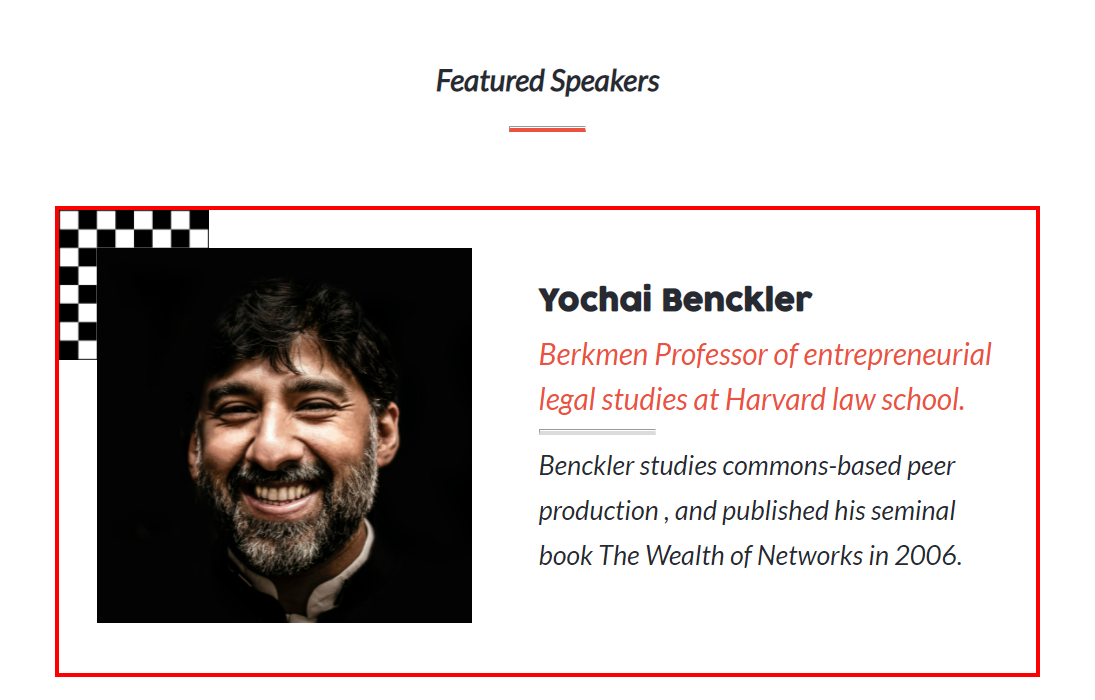 Featured Speakers
Yochai Benckler
Berkmen Professor of entrepreneurial
legal studies at Harvard law school.
Benckler studies commons-based peer
production , and published his seminal
book The Wealth of Networks in 2006.